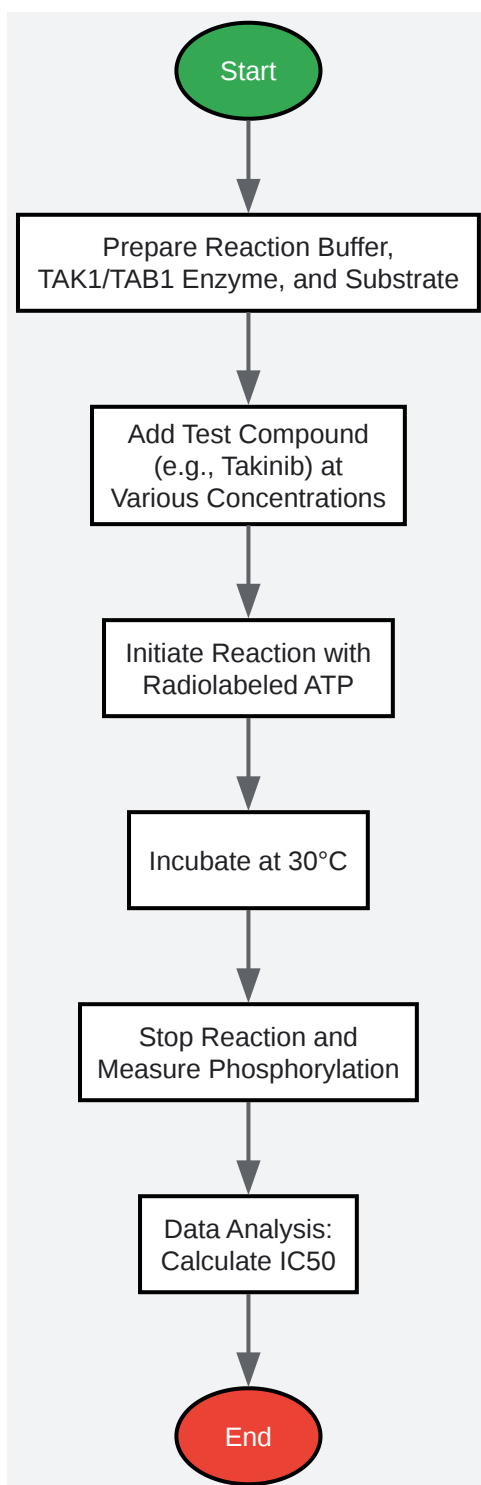 Start
Prepare Reaction Buffer,
TAK1/TAB1 Enzyme, and Substrate
Add Test Compound
(e.g., Takinib) at
Various Concentrations
Initiate Reaction with
Radiolabeled ATP
Incubate at 30°C
Stop Reaction and
Measure Phosphorylation
Data Analysis:
Calculate IC50
End